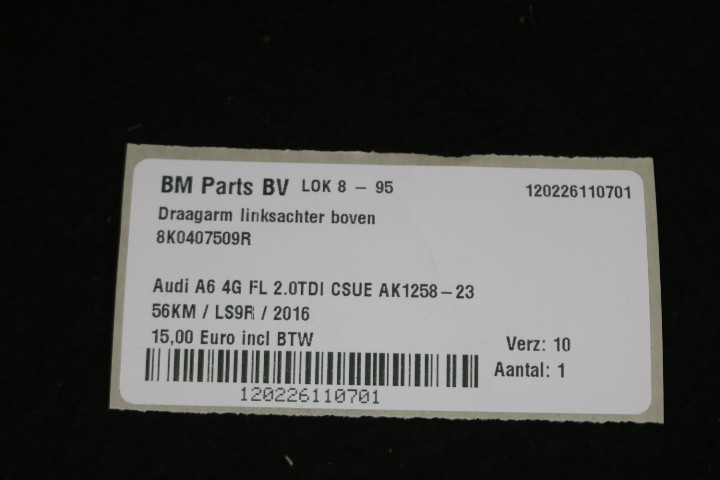 BM Parts BV LOK 8 - 95 120226110701
Draagarm linksachter boven
8K0407509R
Audi A6 4G FL 2.0TDI CSUE AK1258-23
56KM / LS9R / 2016
15,00 Euro incl BTW Verz: 10
Aantal: 1
120226110701